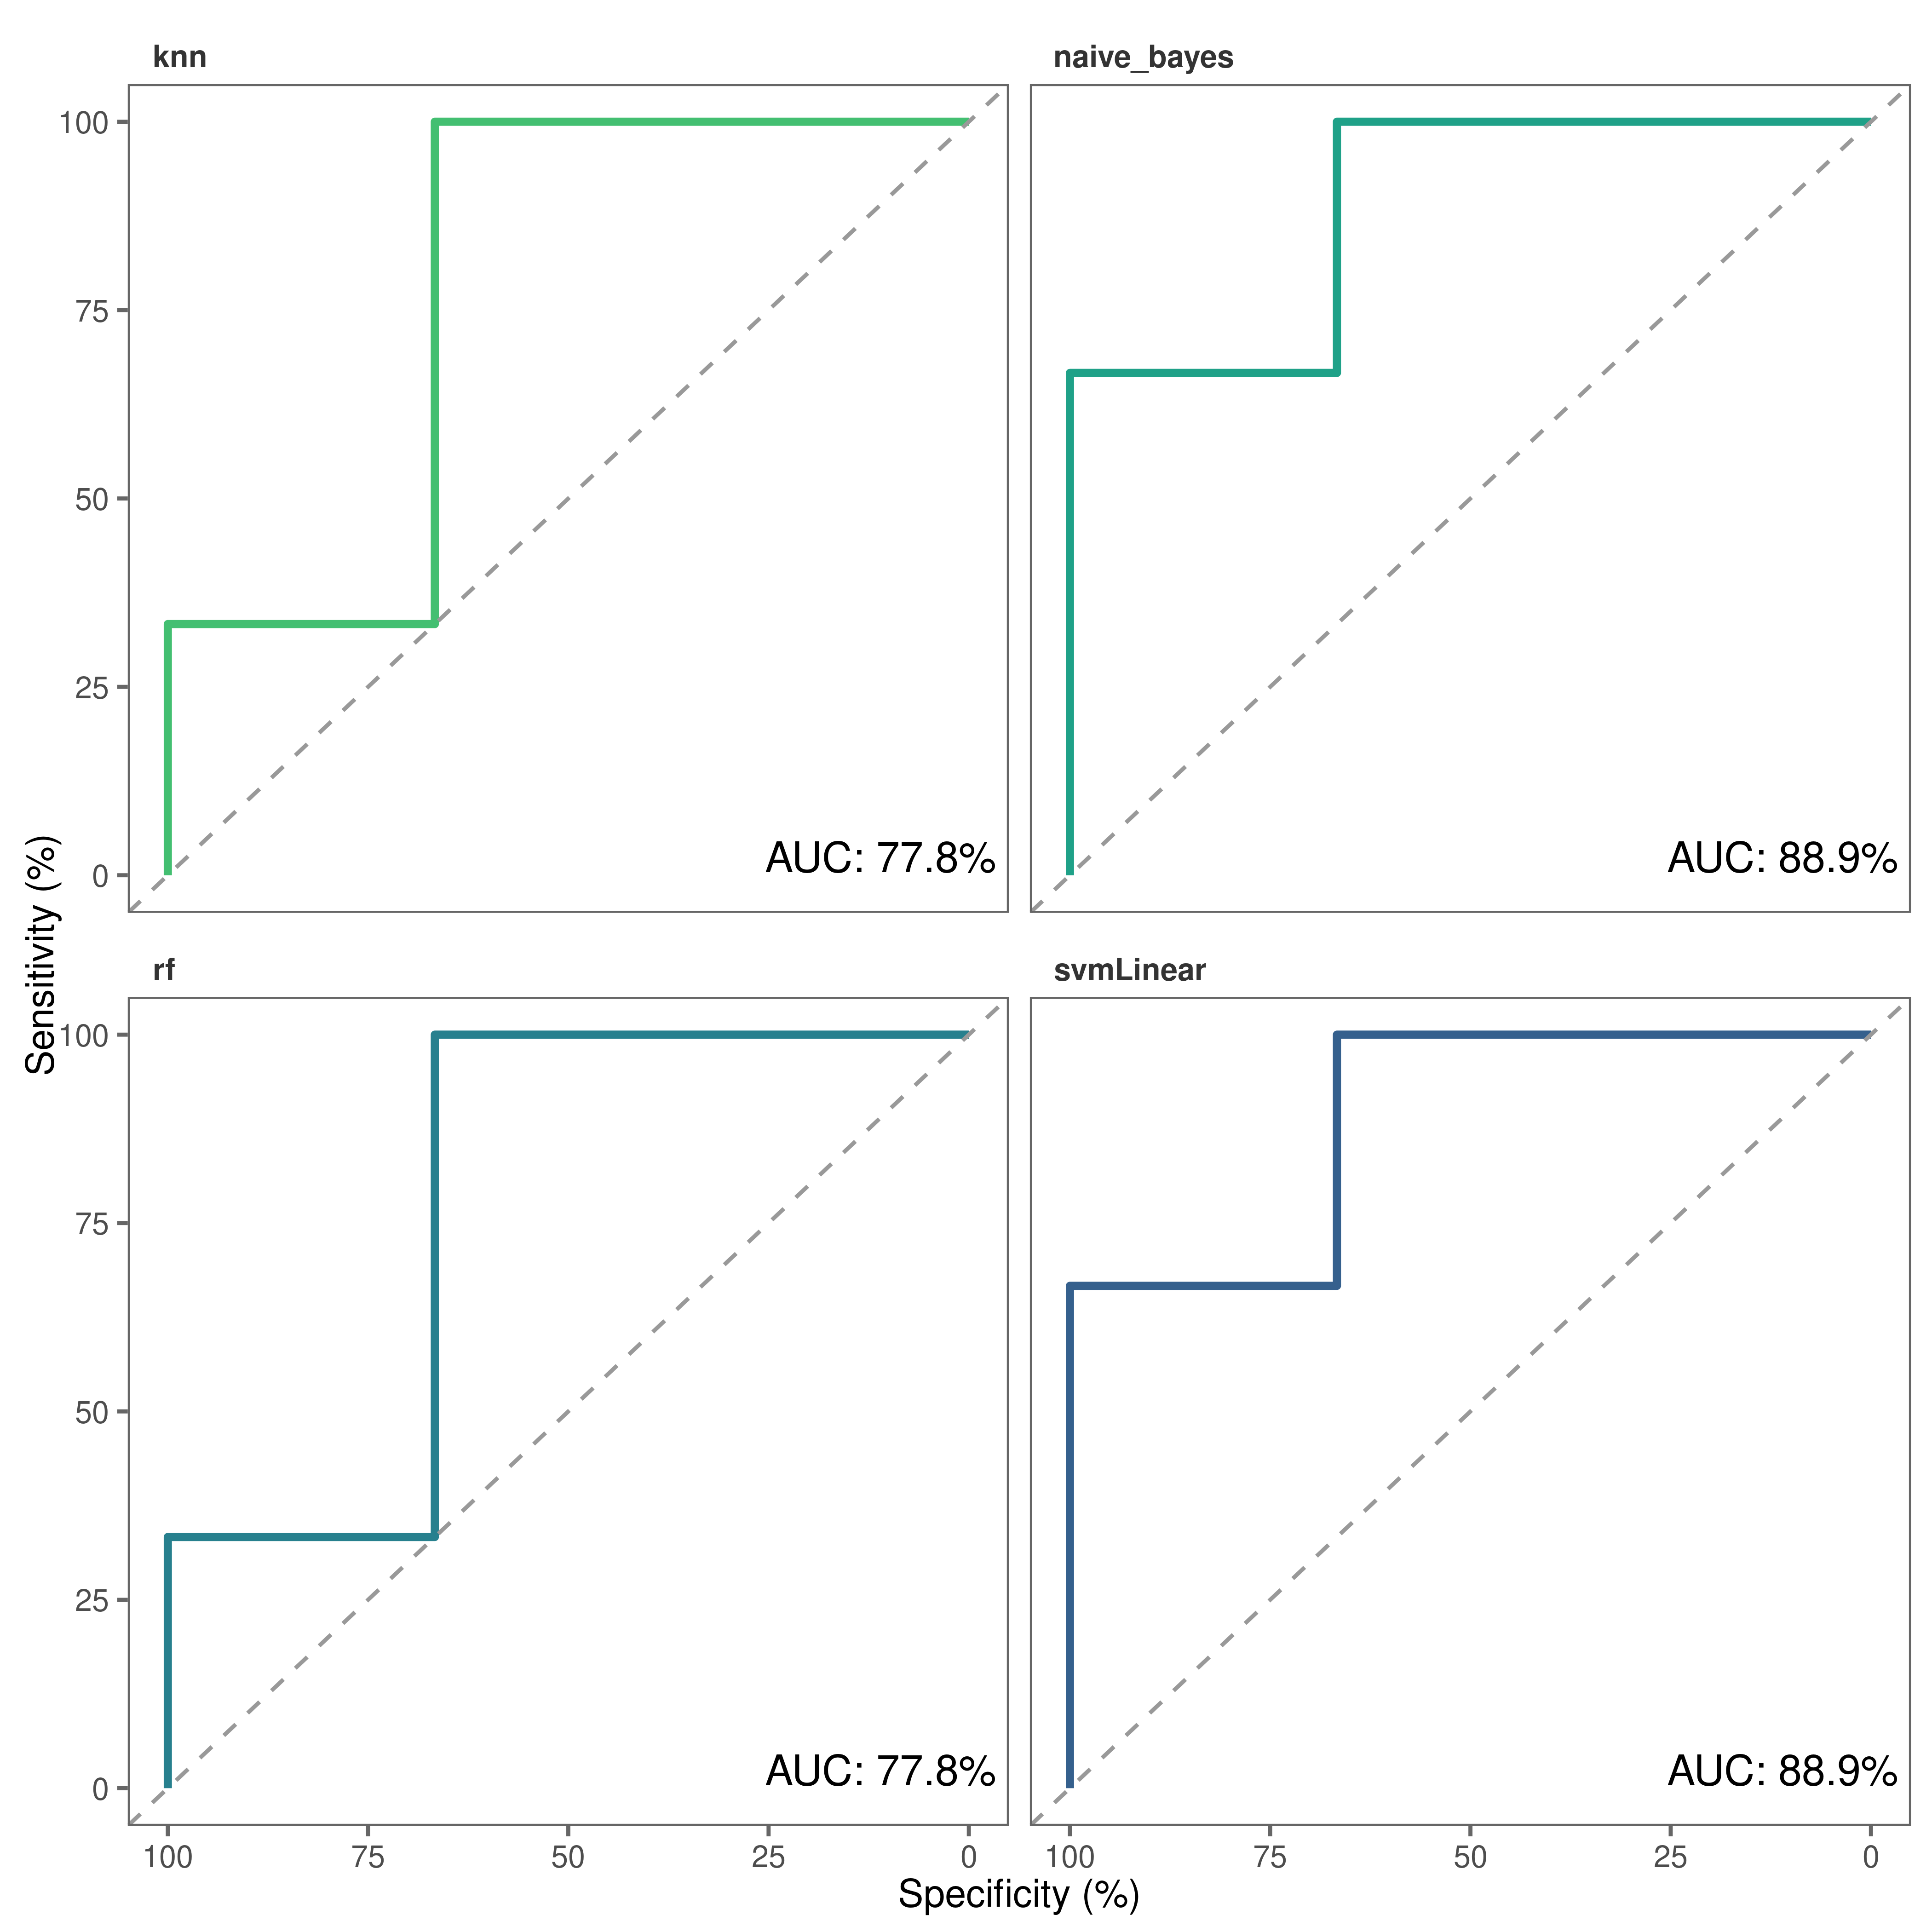 knn
naive_bayes
100
75
50
25
0
AUC: 77.8%
AUC: 88.9%
Sensitivity (%)
rf
svmLinear
100
75
50
25
0
AUC: 77.8%
AUC: 88.9%
100 75 50 25 0 100 75 50 25 0
Specificity (%)